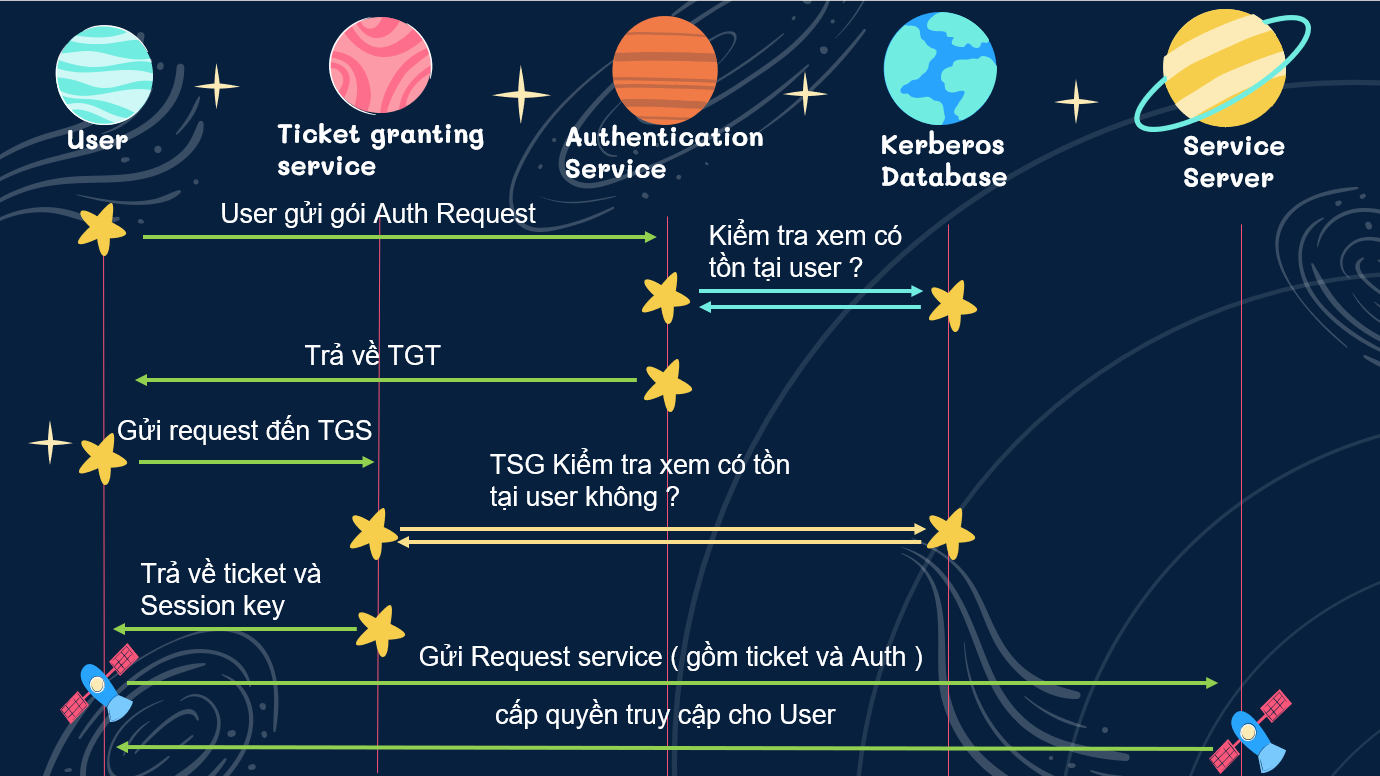 User
Ticket granting
service
Authentication
Service
Kerberos
Database
Service
Server
User gửi gói Auth Request
Kiểm tra xem có
tồn tại user ?
Trả về TGT
Gửi request đến TGS
TSG Kiểm tra xem có tồn
tại user không ?
Trả về ticket và
Session key
Gửi Request service ( gồm ticket và Auth )
cấp quyền truy cập cho User